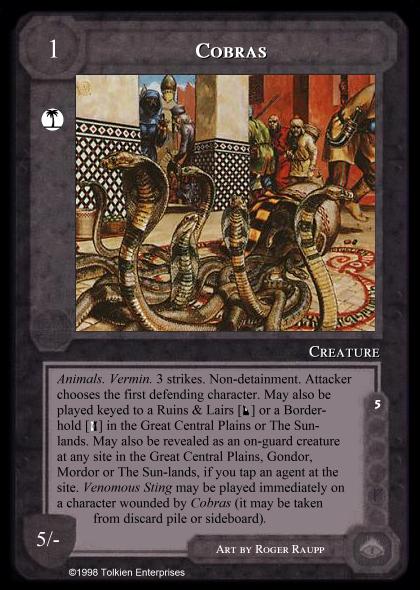 1
COBRAS
CREATURE
Animals. Vermin. 3 strikes. Non-detainment. Attacker
chooses the first defending character. May also be
played keyed to a Ruins & Lairs [] or a Border-
hold [] in the Great Central Plains or The Sun-
lands. May also be revealed as an on-guard creature
at any site in the Great Central Plains, Gondor,
Mordor or The Sun-lands, if you tap an agent at the
site. Venomous Sting may be played immediately on
a character wounded by Cobras (it may be taken
from discard pile or sideboard).
5
5/-
ART BY ROGER RAUPP
©1998 Tolkien Enterprises